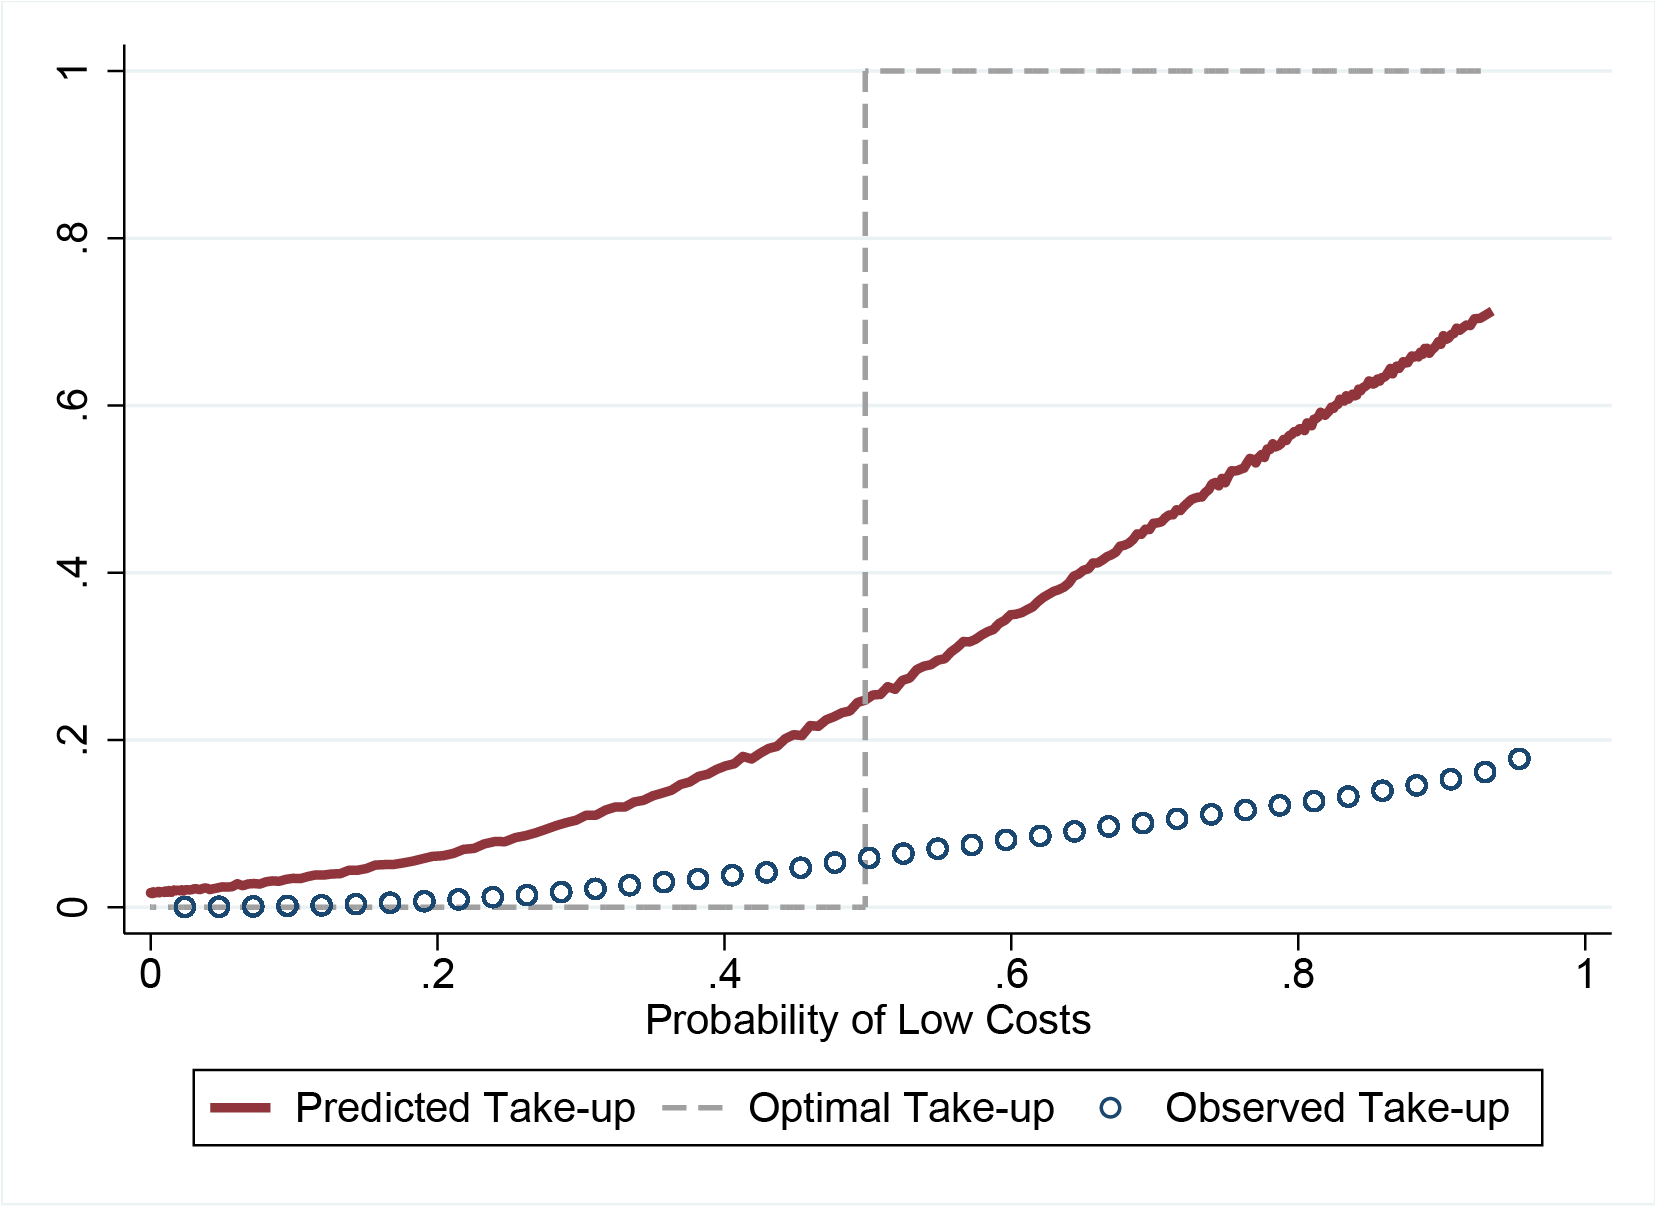 1
.8
.6
.4
.2
0
0 .2 .4 .6 .8 1
Probability of Low Costs
Predicted Take-up Optimal Take-up Observed Take-up